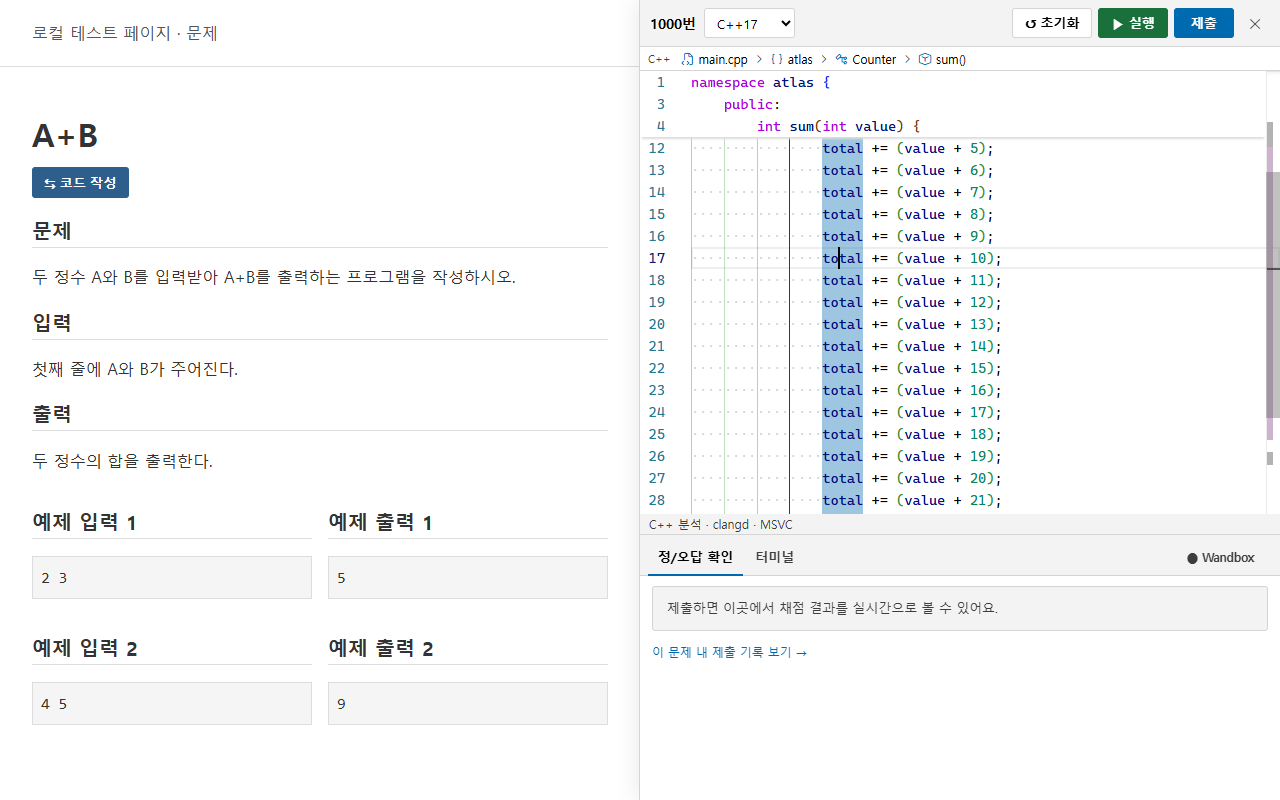 로컬 테스트 페이지 · 문제
A+B
⇆ 코드 작성
문제
두 정수 A와 B를 입력받아 A+B를 출력하는 프로그램을 작성하시오.
입력
첫째 줄에 A와 B가 주어진다.
출력
두 정수의 합을 출력한다.
예제 입력 1
예제 출력 1
2 3
5
예제 입력 2
예제 출력 2
4 5
9
1000번 C++17 ↺ 초기화 ▶ 실행 제출 ×
C++ main.cpp > { } atlas > Counter > sum()
1 namespace atlas {
3 public:
4 int sum(int value) {
12 total += (value + 5);
13 total += (value + 6);
14 total += (value + 7);
15 total += (value + 8);
16 total += (value + 9);
17 total += (value + 10);
18 total += (value + 11);
19 total += (value + 12);
20 total += (value + 13);
21 total += (value + 14);
22 total += (value + 15);
23 total += (value + 16);
24 total += (value + 17);
25 total += (value + 18);
26 total += (value + 19);
27 total += (value + 20);
28 total += (value + 21);
C++ 분석 · clangd · MSVC
정/오답 확인 터미널 ● Wandbox
제출하면 이곳에서 채점 결과를 실시간으로 볼 수 있어요.
이 문제 내 제출 기록 보기 →